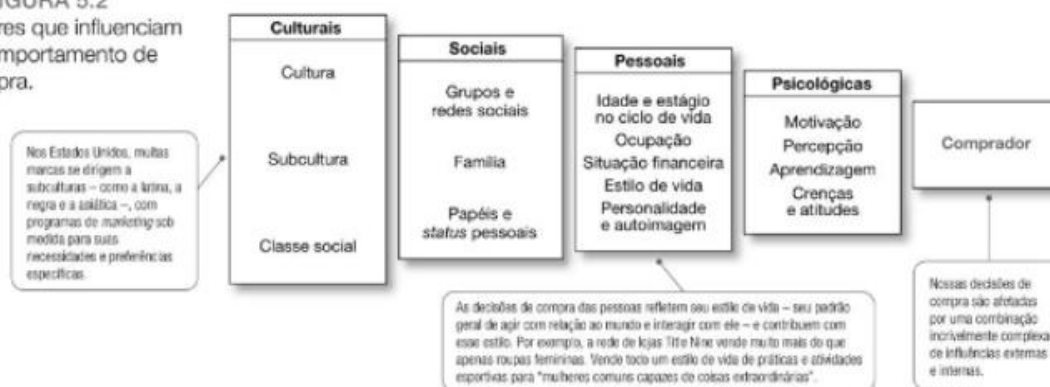 FIGURA 5.2
res que influenciam
mportamento de
pra.
Culturais
Cultura
Subcultura
Classe social
Sociais
Grupos e
redes sociais
Família
Papéis e
status pessoais
Pessoais
Idade e estágio
no ciclo de vida
Ocupação
Situação financeira
Estilo de vida
Personalidade
e autoimagem
Psicológicas
Motivação
Percepção
Aprendizagem
Crenças
e atitudes
Comprador
Nos Estados Unidos, muitas
marcas se dirigem a
subculturas – como a latina, a
negra e a asiática –, com
programas de marketing sob
medida para suas
necessidades e preferências
específicas.
As decisões de compra das pessoas refletem seu estilo de vida – seu padrão
geral de agir com relação ao mundo e interagir com ele – e contribuem com
esse estilo. Por exemplo, a rede de lojas Title Nine vende muito mais do que
apenas roupas femininas. Vende todo um estilo de vida de práticas e atividades
esportivas para "mulheres comuns capazes de coisas extraordinárias".
Nossas decisões de
compra são afetadas
por uma combinação
incrivelmente complexa
de influências externas
e internas.